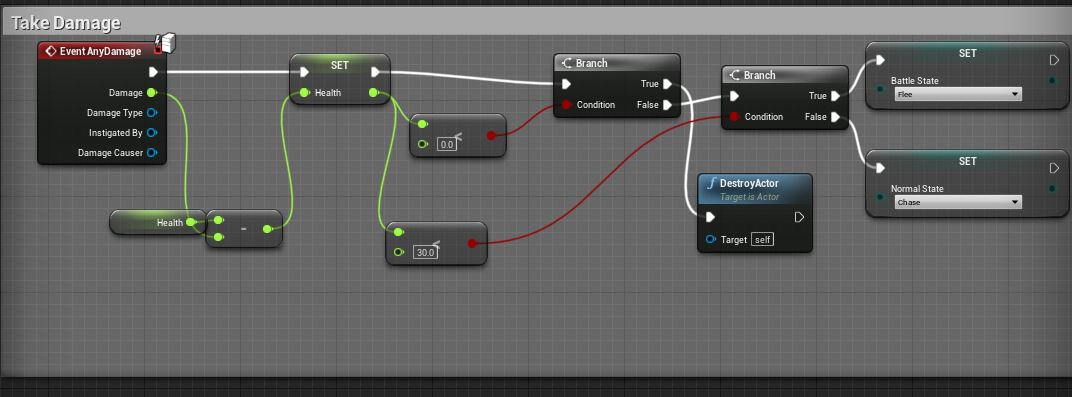 Take Damage
EventAnyDamage
Damage
Damage Type
Instigated By
Damage Causer
Health
-
SET
Health
<
0.0
<
30.0
Branch
Condition
True
False
DestroyActor
Target is Actor
Target
self
Branch
Condition
True
False
SET
Battle State
Flee
SET
Normal State
Chase